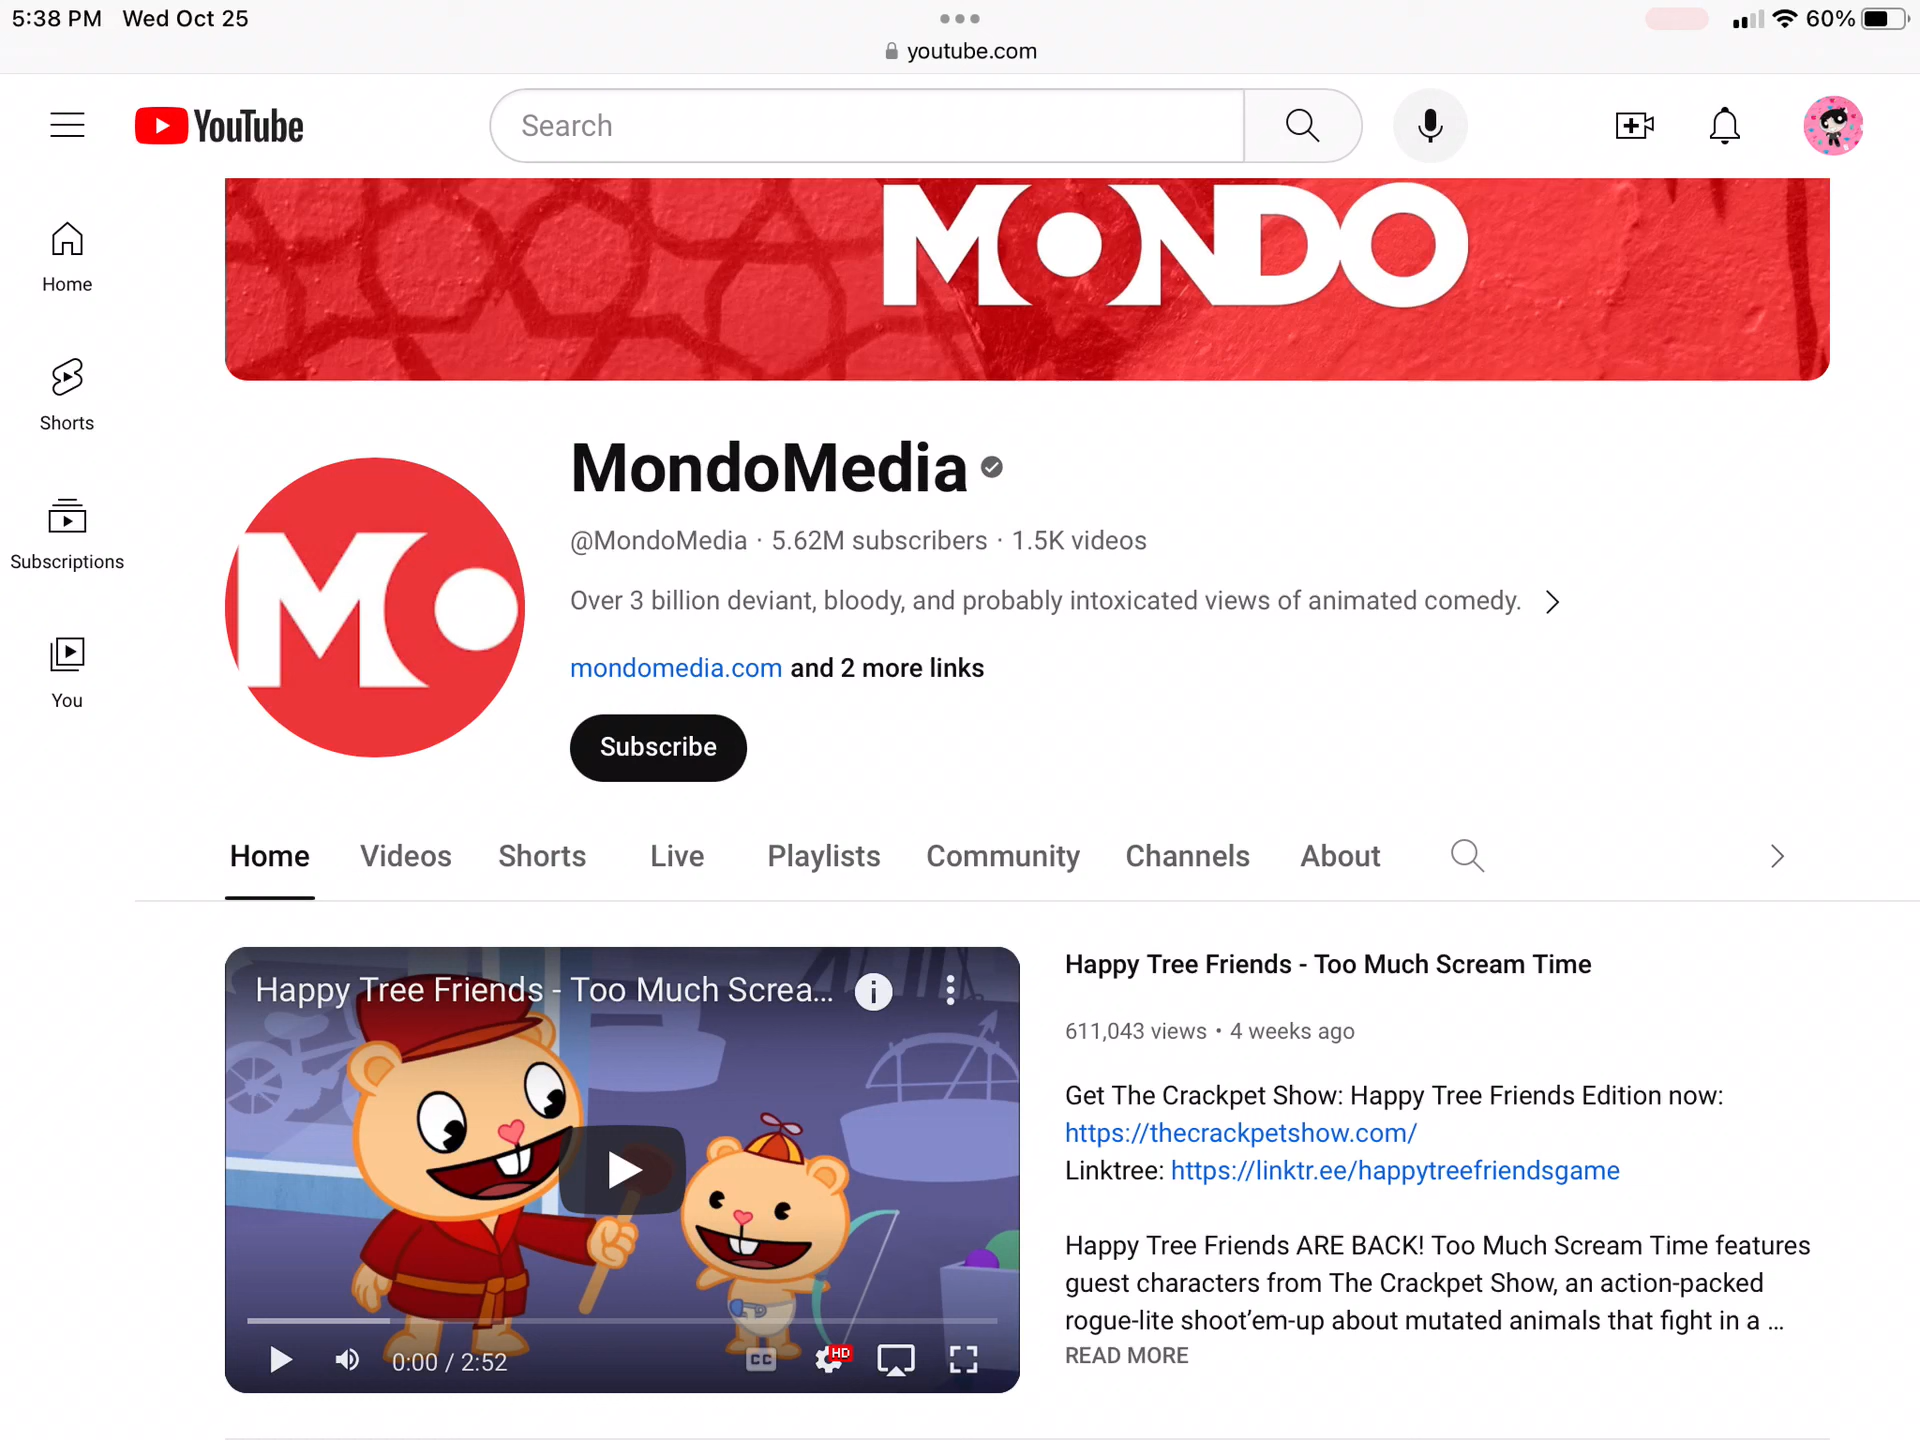 5:38 PM Wed Oct 25
60%
youtube.com
YouTube
Search
MONDO
Home
Shorts
Subscriptions
You
MO
MondoMedia
@MondoMedia · 5.62M subscribers · 1.5K videos
Over 3 billion deviant, bloody, and probably intoxicated views of animated comedy.
mondomedia.com and 2 more links
Subscribe
Home Videos Shorts Live Playlists Community Channels About
Happy Tree Friends - Too Much Screa...
0:00 / 2:52
CC HD
Happy Tree Friends - Too Much Scream Time
611,043 views • 4 weeks ago
Get The Crackpet Show: Happy Tree Friends Edition now:
https://thecrackpetshow.com/
Linktree: https://linktr.ee/happytreefriendsgame
Happy Tree Friends ARE BACK! Too Much Scream Time features
guest characters from The Crackpet Show, an action-packed
rogue-lite shoot’em-up about mutated animals that fight in a ...
READ MORE